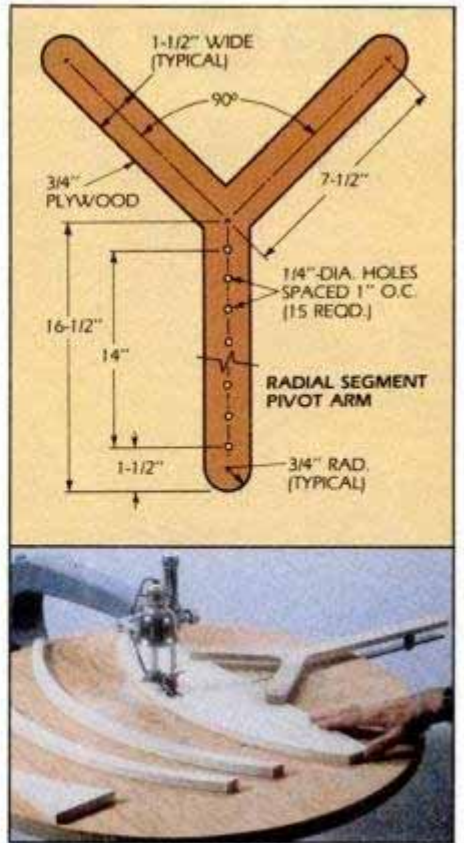 1-1/2" WIDE
(TYPICAL)
90º
7-1/2"
3/4"
PLYWOOD
1/4"-DIA. HOLES
SPACED 1" O.C.
(15 REQD.)
16-1/2"
14"
RADIAL SEGMENT
PIVOT ARM
1-1/2"
3/4" RAD.
(TYPICAL)